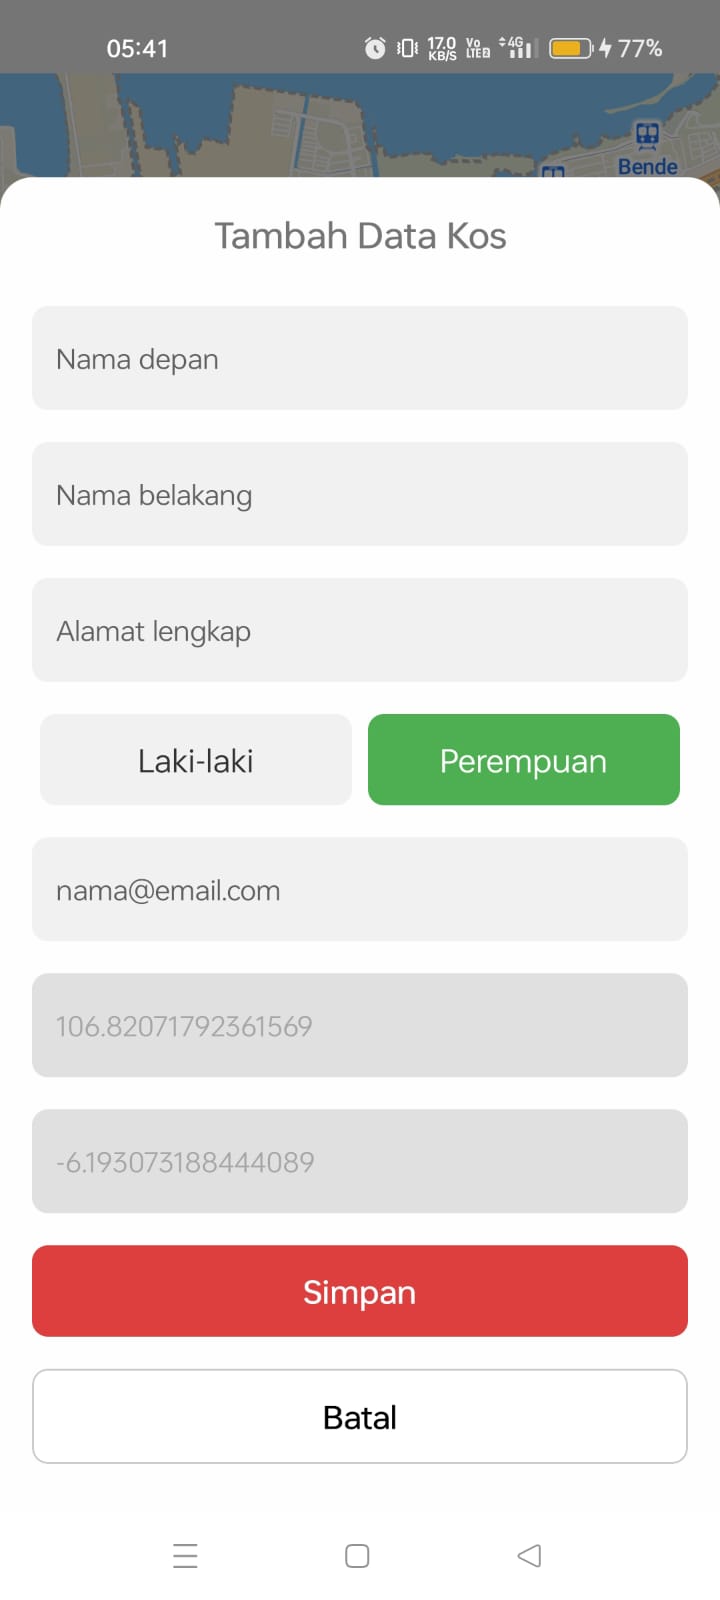 05:41
17.0
KB/S
Vo
LTE 2
4G
77%
Bende
Tambah Data Kos
Nama depan
Nama belakang
Alamat lengkap
Laki-laki
Perempuan
nama@email.com
106.82071792361569
-6.193073188444089
Simpan
Batal